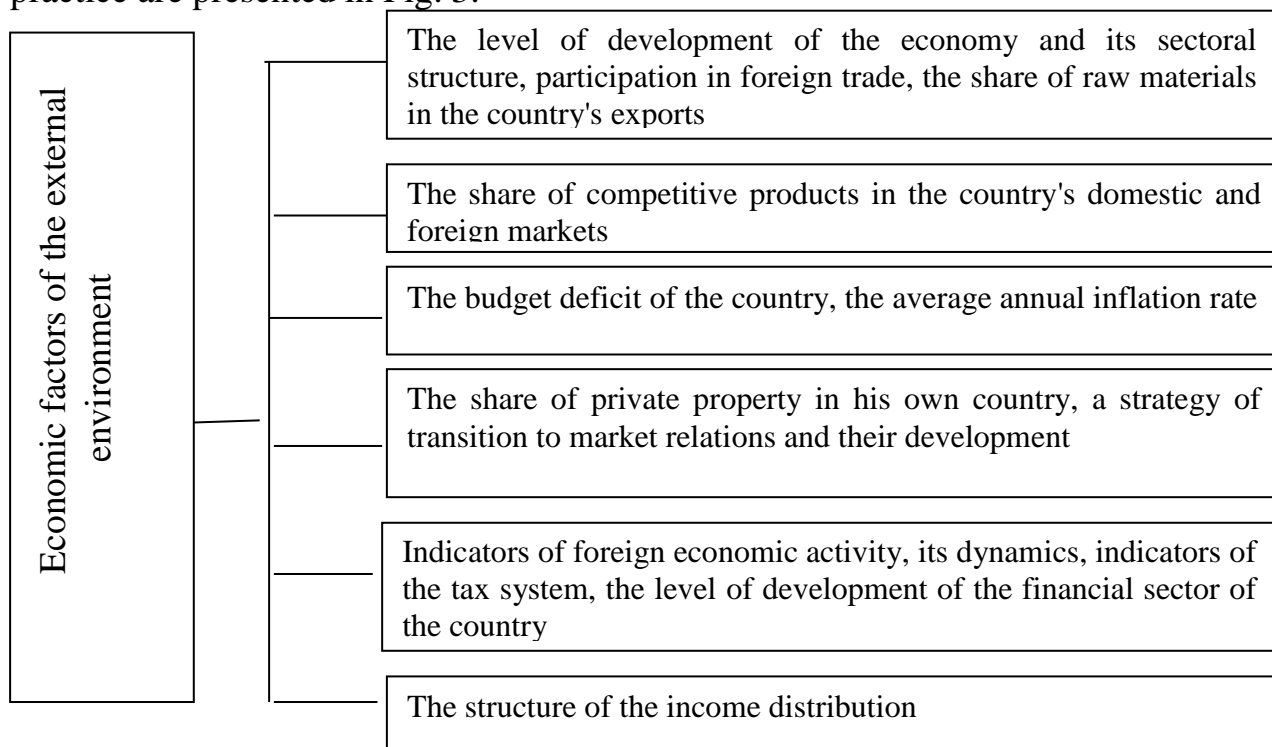 practice are presented in Fig. 3.
Economic factors of the external
environment
The level of development of the economy and its sectoral
structure, participation in foreign trade, the share of raw materials
in the country's exports
The share of competitive products in the country's domestic and
foreign markets
The budget deficit of the country, the average annual inflation rate
The share of private property in his own country, a strategy of
transition to market relations and their development
Indicators of foreign economic activity, its dynamics, indicators of
the tax system, the level of development of the financial sector of
the country
The structure of the income distribution